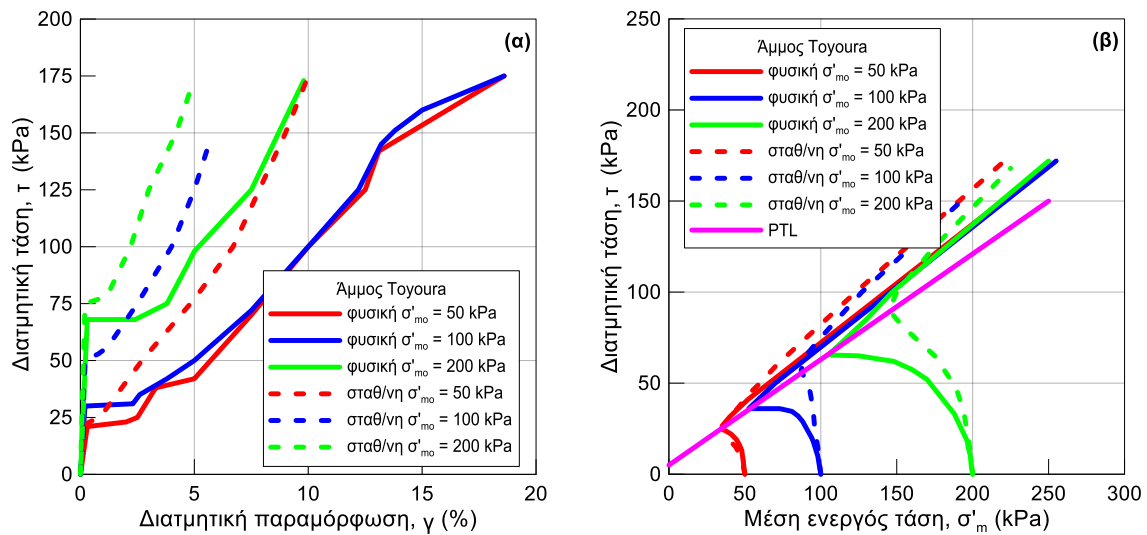 (α)
200
175
150
125
100
75
50
25
0
Διατμητική τάση, τ (kPa)
Άμμος Toyoura
φυσική σ'mo = 50 kPa
φυσική σ'mo = 100 kPa
φυσική σ'mo = 200 kPa
σταθ/νη σ'mo = 50 kPa
σταθ/νη σ'mo = 100 kPa
σταθ/νη σ'mo = 200 kPa
0 5 10 15 20
Διατμητική παραμόρφωση, γ (%)
(β)
250
200
150
100
50
0
Διατμητική τάση, τ (kPa)
Άμμος Toyoura
φυσική σ'mo = 50 kPa
φυσική σ'mo = 100 kPa
φυσική σ'mo = 200 kPa
σταθ/νη σ'mo = 50 kPa
σταθ/νη σ'mo = 100 kPa
σταθ/νη σ'mo = 200 kPa
PTL
0 50 100 150 200 250 300
Μέση ενεργός τάση, σ'm (kPa)